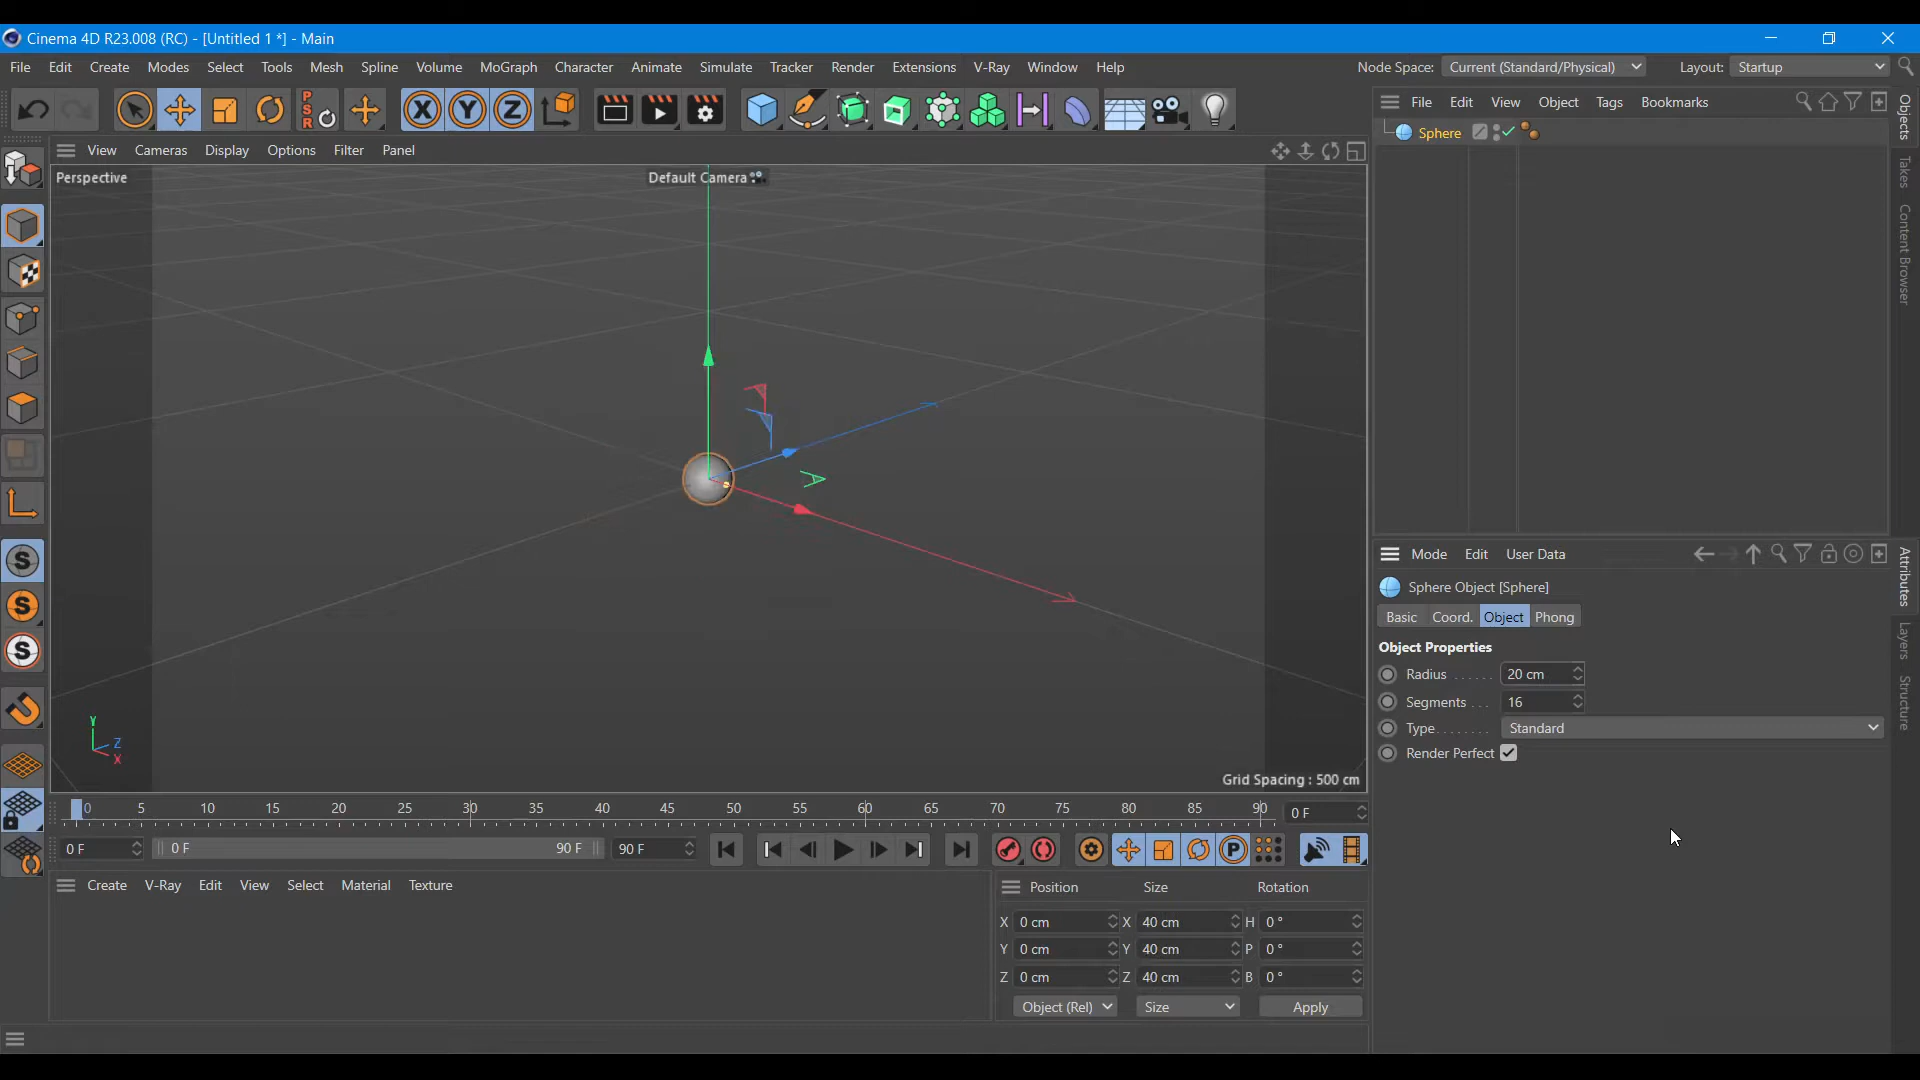 Cinema 4D R23.008 (RC) - [Untitled 1 *] - Main
File Edit Create Modes Select Tools Mesh Spline Volume MoGraph Character Animate Simulate Tracker Render Extensions V-Ray Window Help Node Space: Current (Standard/Physical) Layout: Startup
X Y Z
P
S
R
File Edit View Object Tags Bookmarks
Objects
Takes
Content Browser
Sphere
View Cameras Display Options Filter Panel
Perspective
Default Camera
Y
Z
X
Grid Spacing : 500 cm
S
S
S
Mode Edit User Data
Attributes
Layers
Structure
Sphere Object [Sphere]
Basic Coord. Object Phong
Object Properties
Radius . . . . . . 20 cm
Segments . . . 16
Type. . . . . . . . Standard
Render Perfect
0 5 10 15 20 25 30 35 40 45 50 55 60 65 70 75 80 85 90 0 F
0 F 0 F 90 F 90 F P
Create V-Ray Edit View Select Material Texture
Position Size Rotation
X 0 cm X 40 cm H 0 °
Y 0 cm Y 40 cm P 0 °
Z 0 cm Z 40 cm B 0 °
Object (Rel) Size Apply